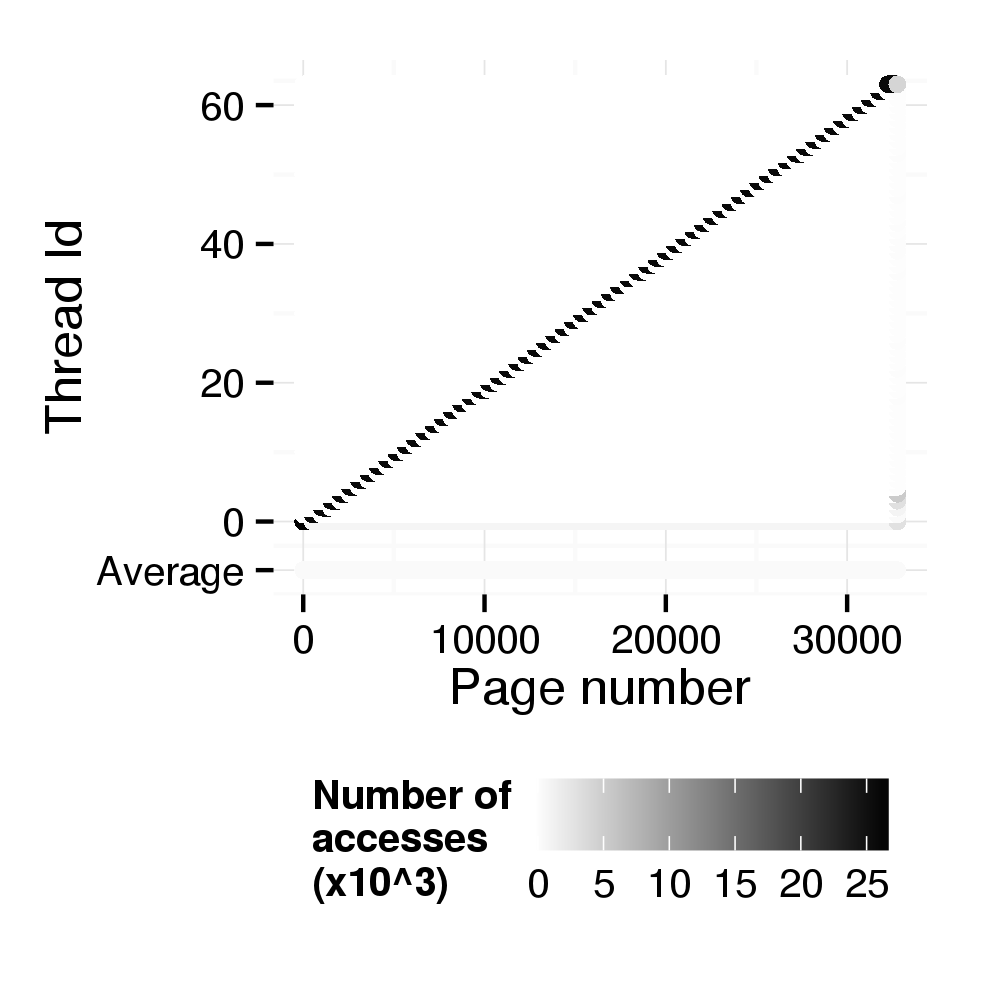 60
40
20
0
Average
Thread Id
0 10000 20000 30000
Page number
Number of
accesses
(x10^3)
0 5 10 15 20 25